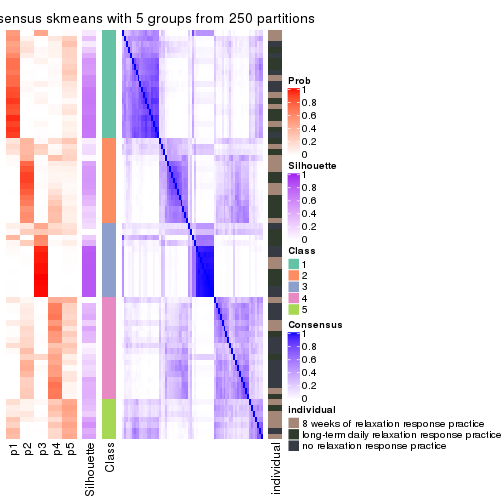 sensus skmeans with 5 groups from 250 partitions
Prob
1
0.8
0.6
0.4
0.2
0
Silhouette
1
0.8
0.6
0.4
0.2
0
Class
1
2
3
4
5
Consensus
1
0.8
0.6
0.4
0.2
0
individual
8 weeks of relaxation response practice
long-term daily relaxation response practice
no relaxation response practice
p1
p2
p3
p4
p5
Silhouette
Class
individual